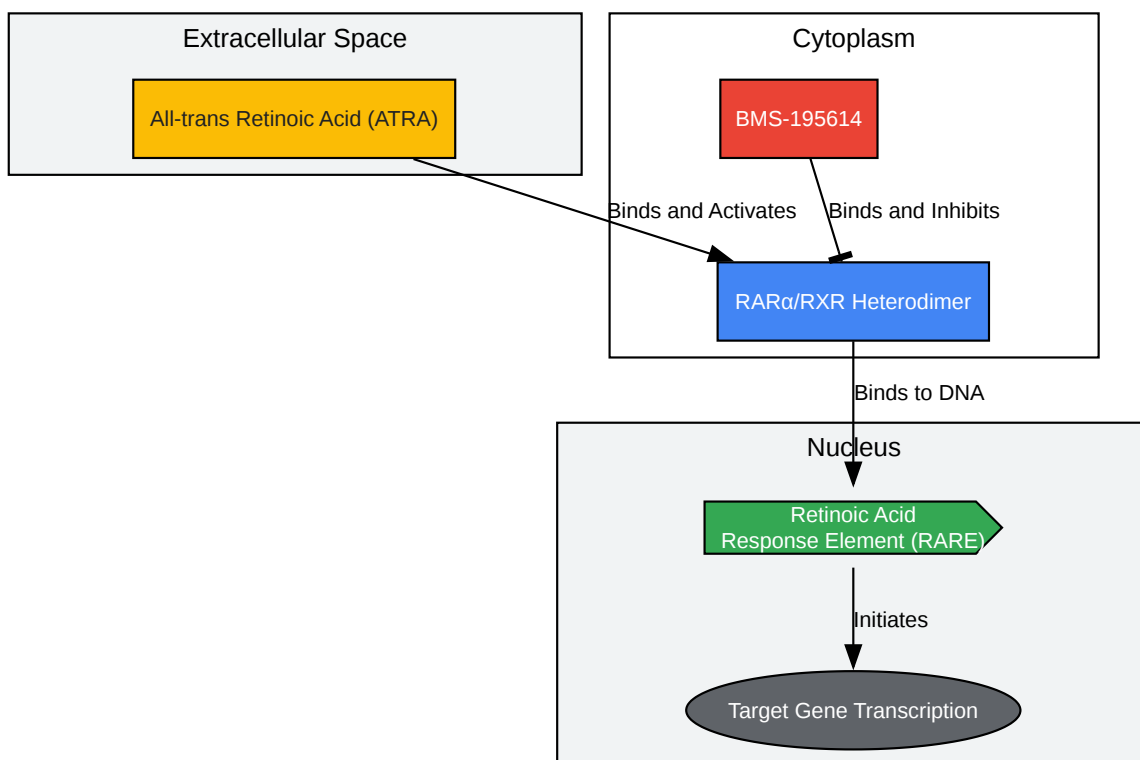 Extracellular Space
Cytoplasm
All-trans Retinoic Acid (ATRA)
BMS-195614
Binds and Activates
Binds and Inhibits
RARα/RXR Heterodimer
Binds to DNA
Nucleus
Retinoic Acid
Response Element (RARE)
Initiates
Target Gene Transcription